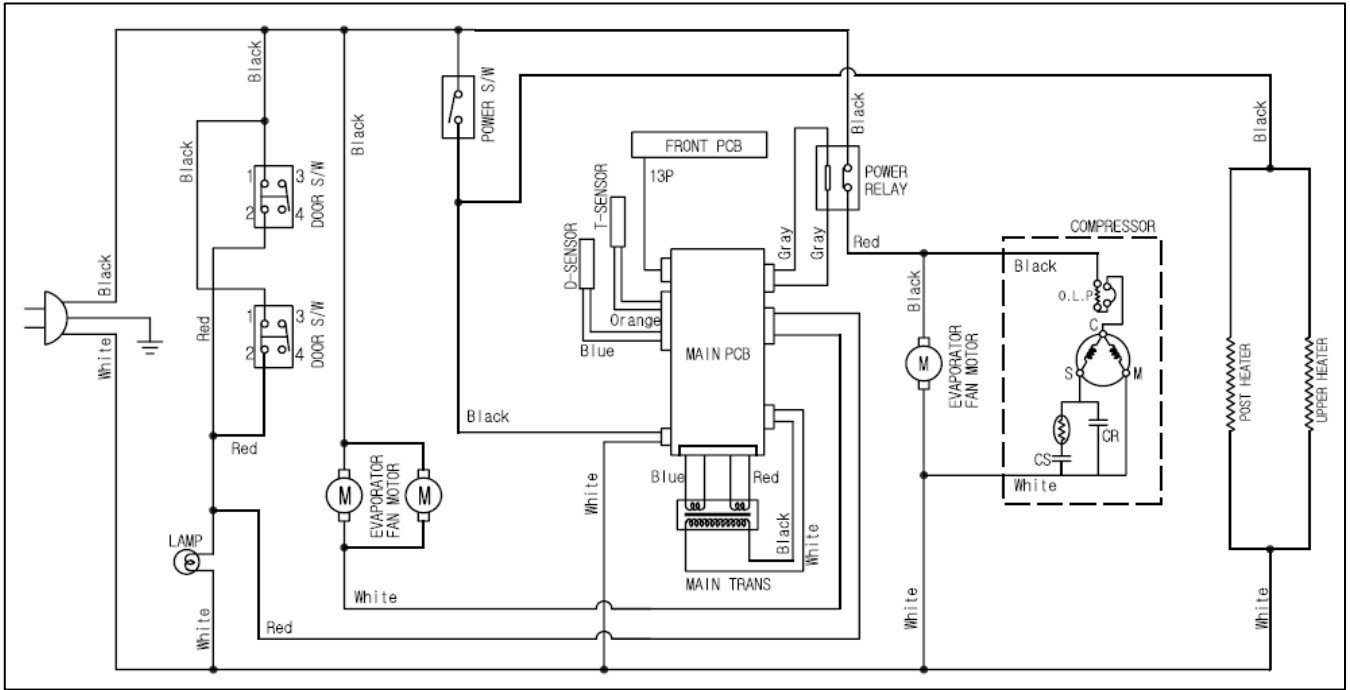 Black
White
Black
Black
Red
1
3
2
4
DOOR S/W
1
3
2
4
DOOR S/W
Red
LAMP
White
Red
Black
M
M
EVAPORATOR
FAN MOTOR
White
POWER S/W
Black
White
FRONT PCB
13P
T-SENSOR
D-SENSOR
Orange
Blue
MAIN PCB
Gray
Gray
Blue
Red
Black
White
MAIN TRANS
Black
POWER
RELAY
Red
Black
M
EVAPORATOR
FAN MOTOR
White
COMPRESSOR
Black
O.L.P
C
S
M
CR
CS
White
Black
POST HEATER
UPPER HEATER
White